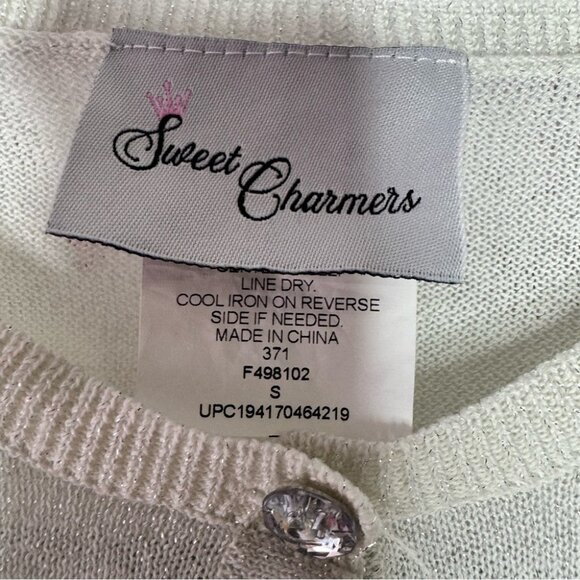 Sweet
Charmers
LINE DRY.
COOL IRON ON REVERSE
SIDE IF NEEDED.
MADE IN CHINA
371
F498102
S
UPC194170464219